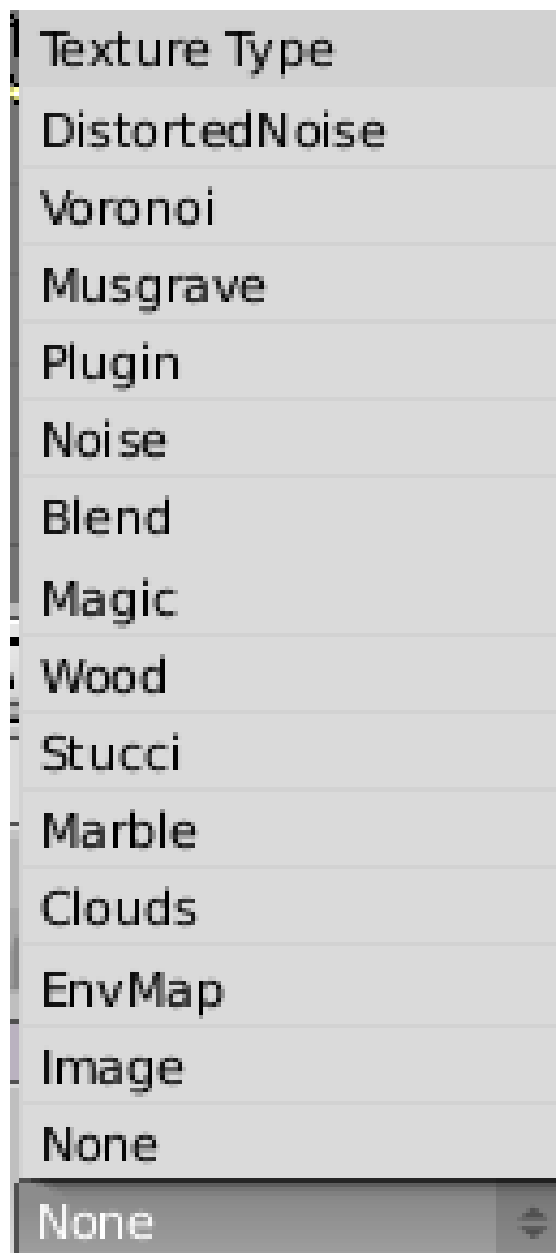 Texture Type
DistortedNoise
Voronoi
Musgrave
Plugin
Noise
Blend
Magic
Wood
Stucci
Marble
Clouds
EnvMap
Image
None
None